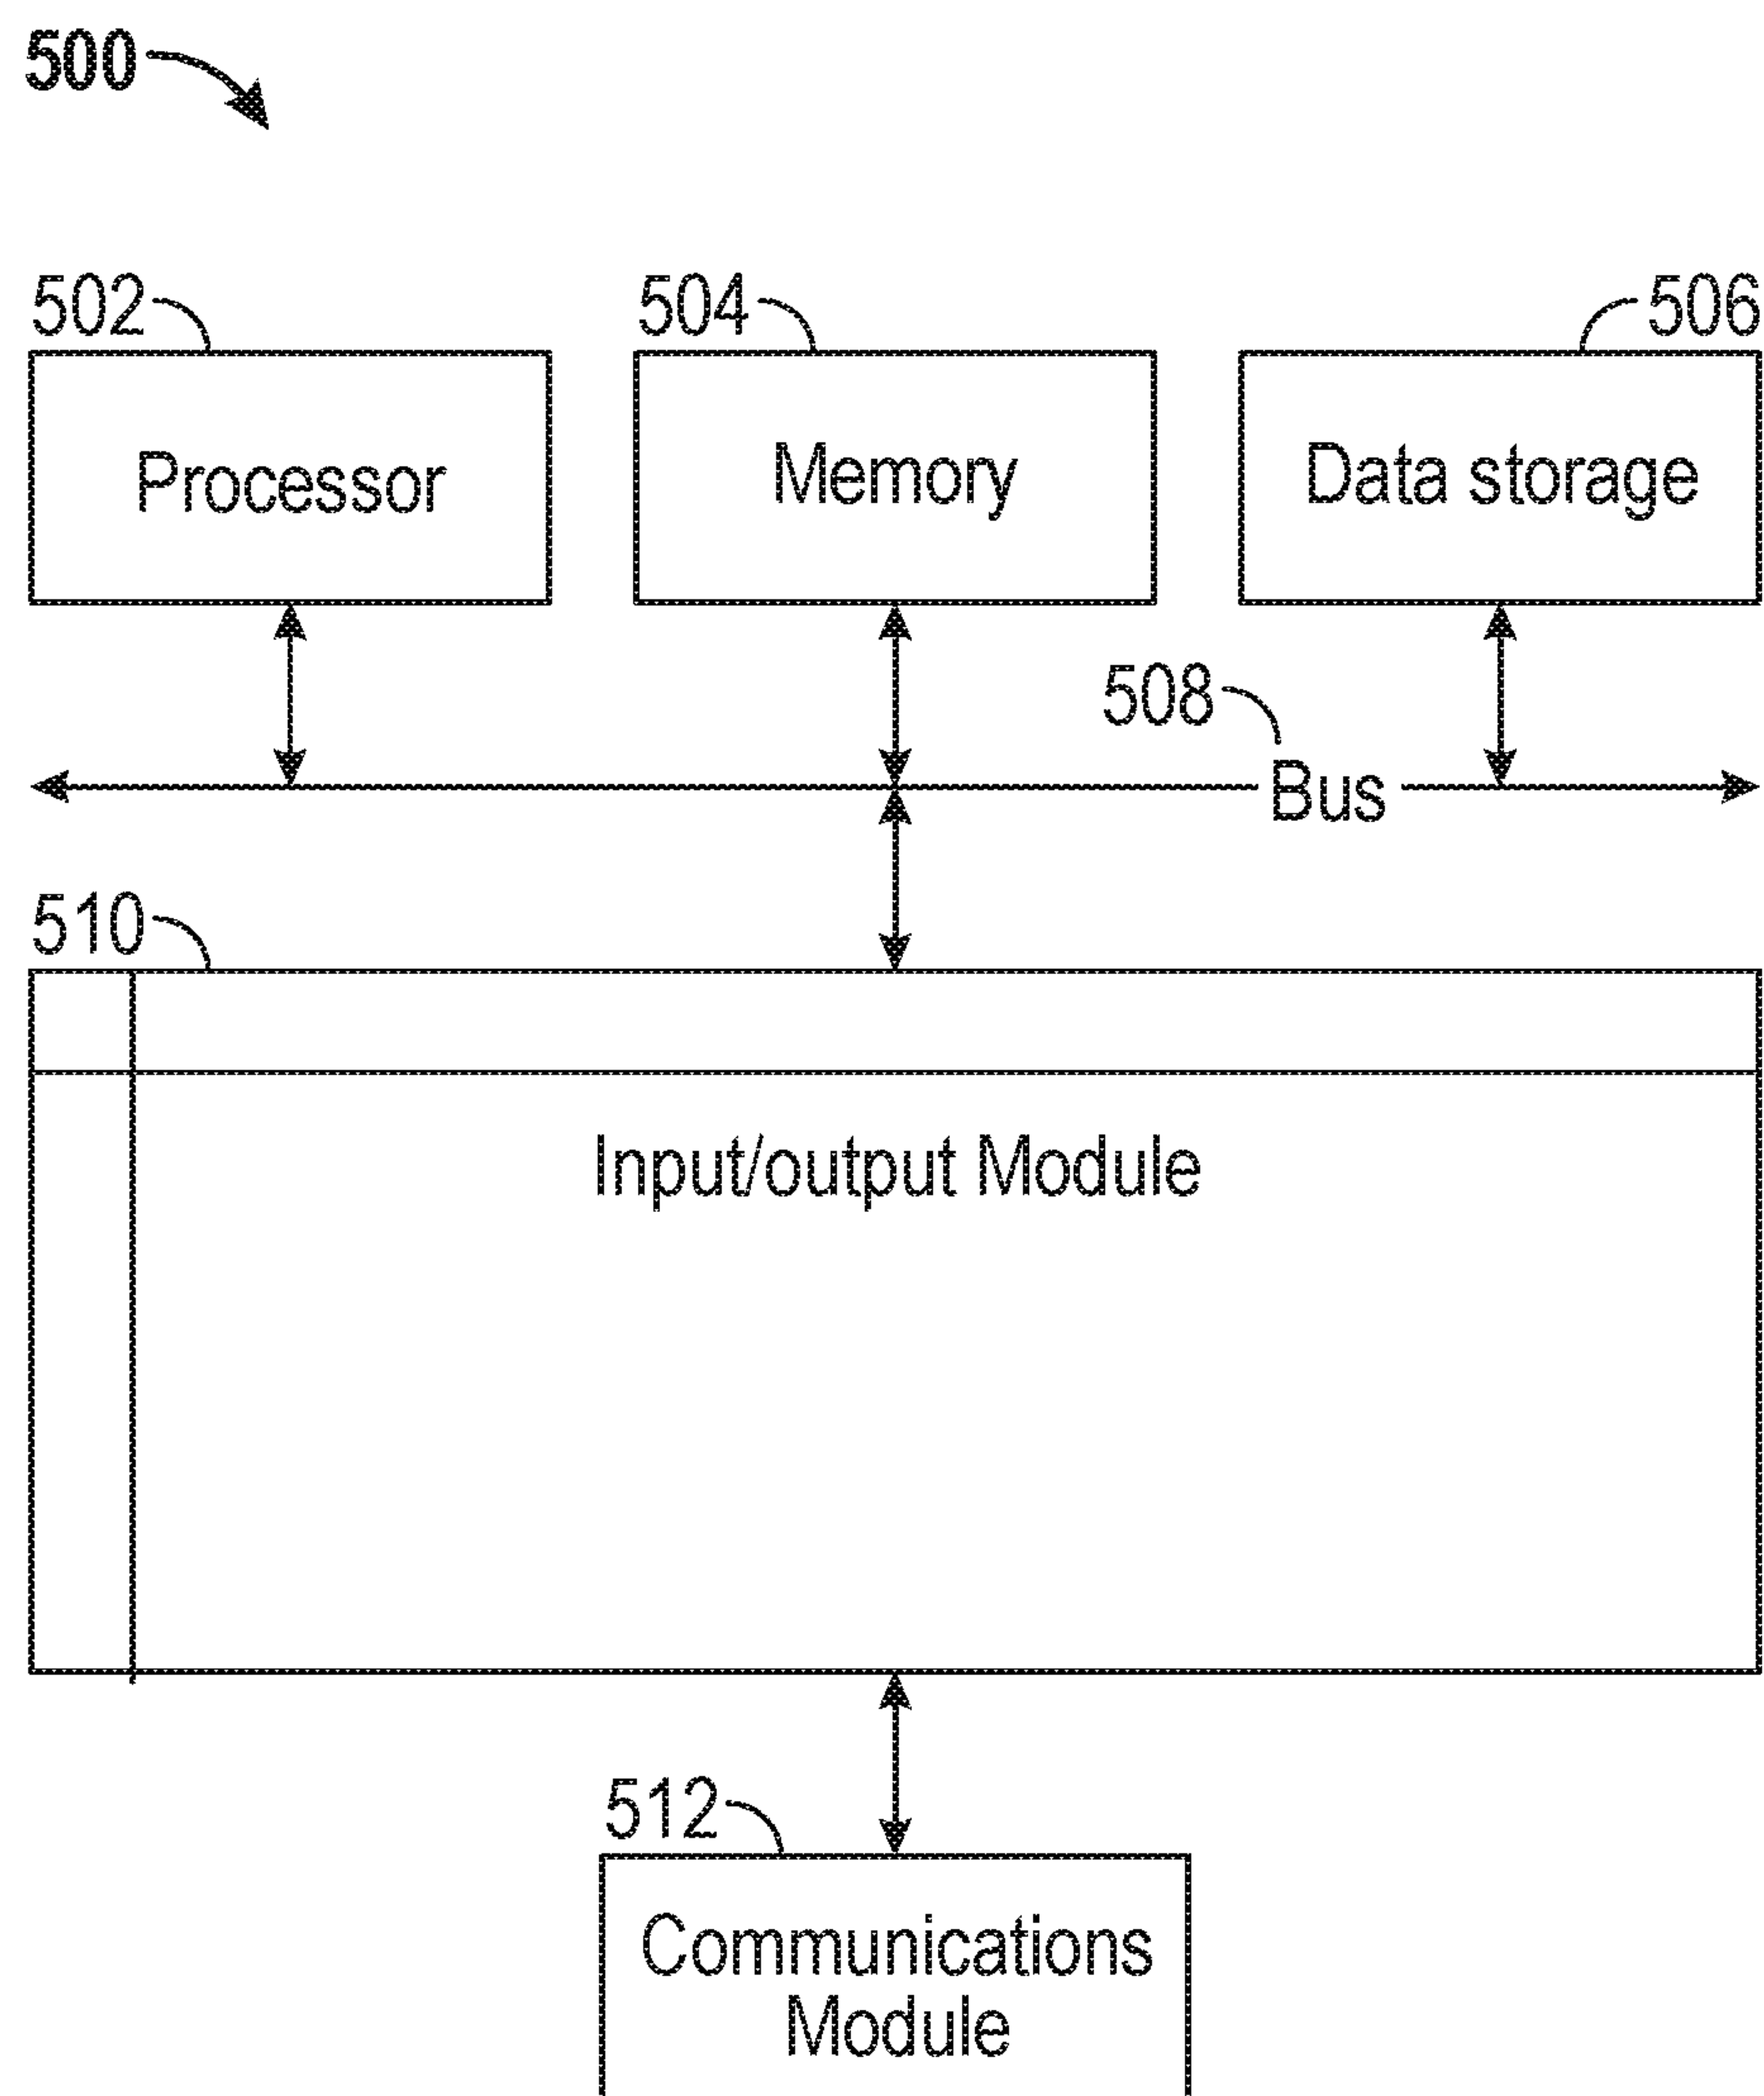 500
502
504
506
Processor
Memory
Data storage
508
Bus
510
Input/output Module
512
Communications
Module